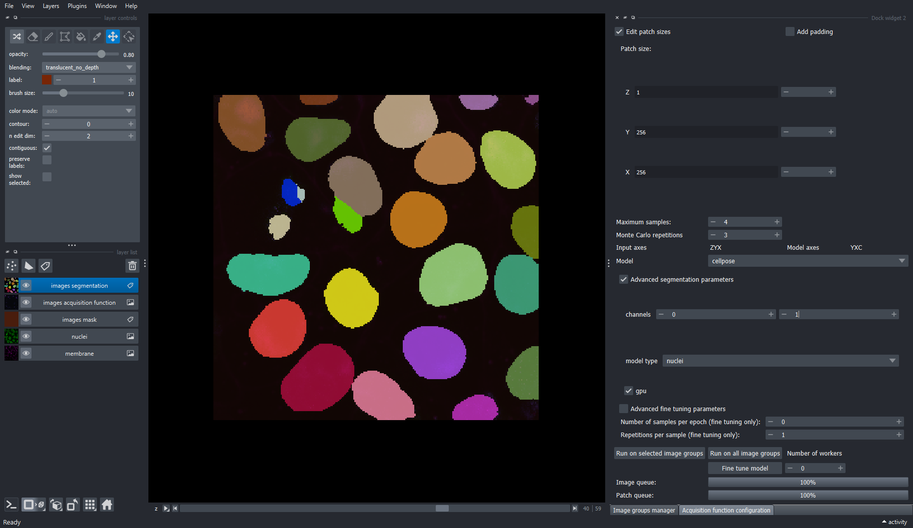 File View Layers Plugins Window Help
layer controls
opacity: 0.80
blending: translucent_no_depth
label: 1
brush size: 10
color mode: auto
contour: 0
n edit dim: 2
contiguous:
preserve
labels:
show
selected:
layer list
images segmentation
images acquisition function
images mask
nuclei
membrane
Ready
z 46 59
Dock widget 2
Edit patch sizes Add padding
Patch size:
Z 1
Y 256
X 256
Maximum samples: 4
Monte Carlo repetitions 3
Input axes ZYX Model axes YXC
Model cellpose
Advanced segmentation parameters
channels 0 1
model type nuclei
gpu
Advanced fine tuning parameters
Number of samples per epoch (fine tuning only): 0
Repetitions per sample (fine tuning only): 1
Run on selected image groups Run on all image groups Number of workers
Fine tune model 0
Image queue: 100%
Patch queue: 100%
Image groups manager Acquisition function configuration
activity